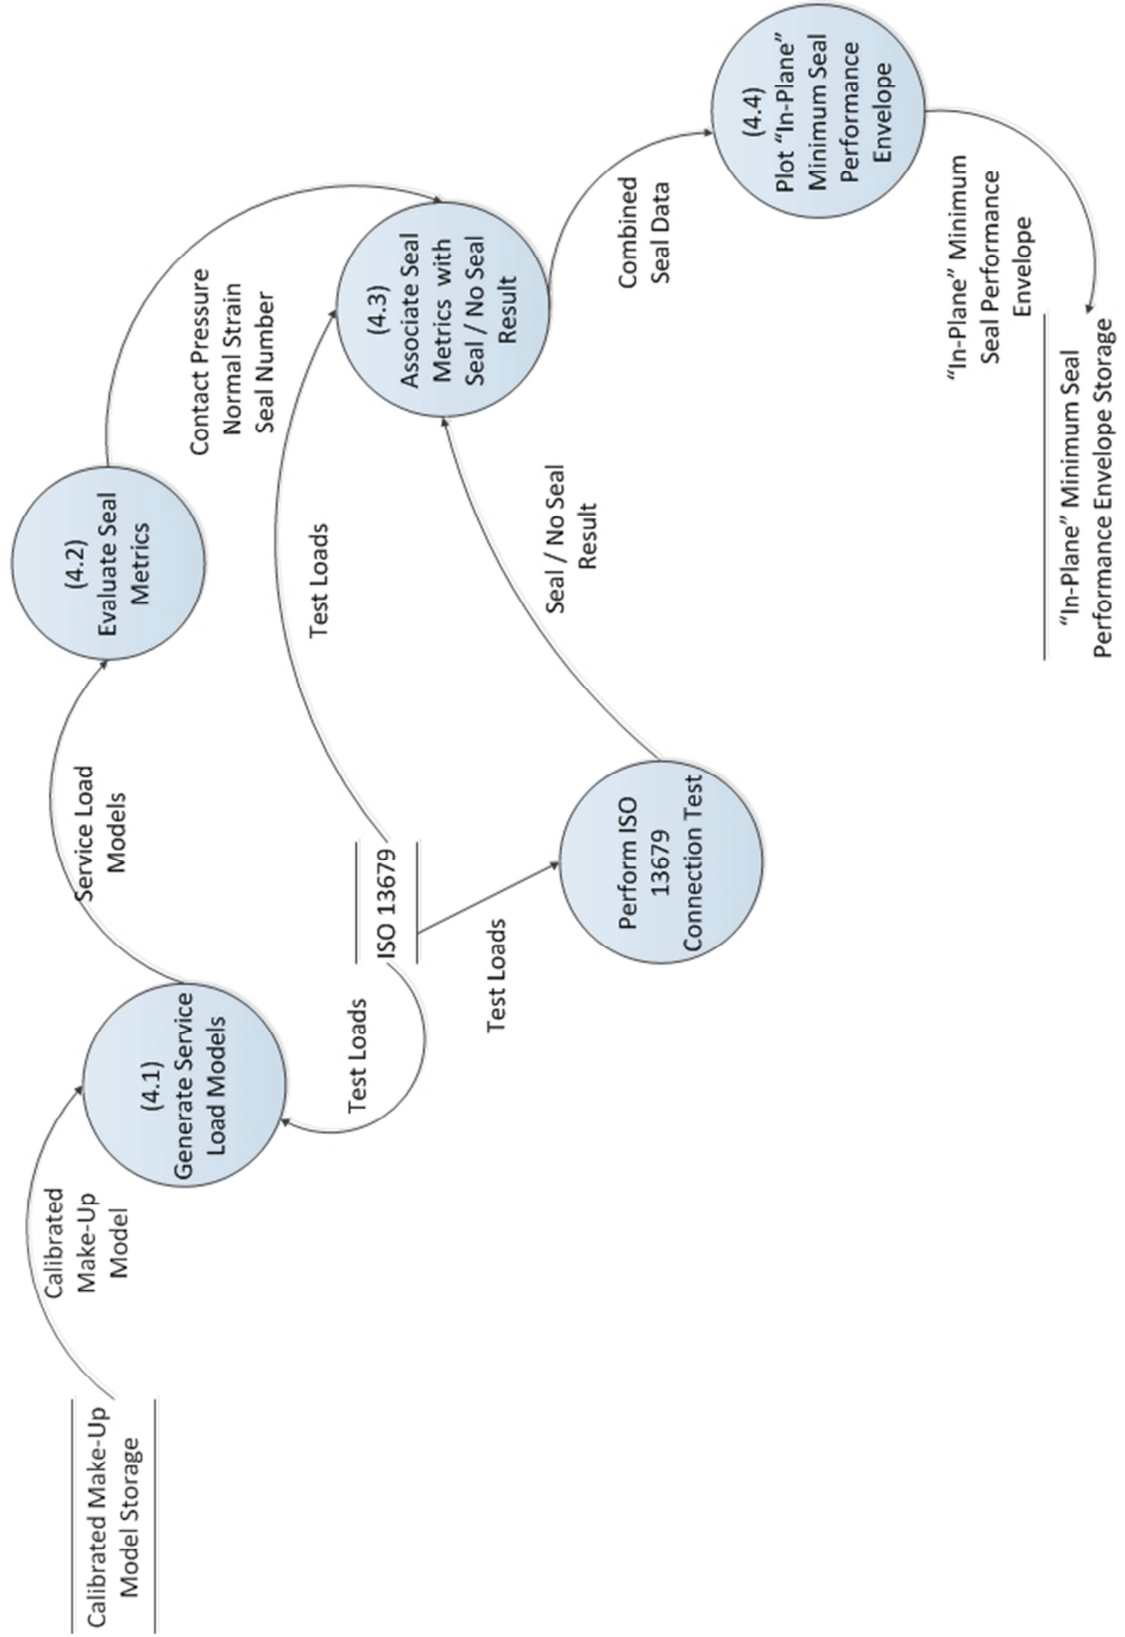 Calibrated Make-Up
Model Storage
Calibrated
Make-Up
Model
(4.1)
Generate Service
Load Models
Service Load
Models
(4.2)
Evaluate Seal
Metrics
Contact Pressure
Normal Strain
Seal Number
Test Loads
ISO 13679
Test Loads
Test Loads
Perform ISO
13679
Connection Test
Seal / No Seal
Result
(4.3)
Associate Seal
Metrics with
Seal / No Seal
Result
Combined
Seal Data
(4.4)
Plot “In-Plane”
Minimum Seal
Performance
Envelope
“In-Plane” Minimum
Seal Performance
Envelope
“In-Plane” Minimum Seal
Performance Envelope Storage